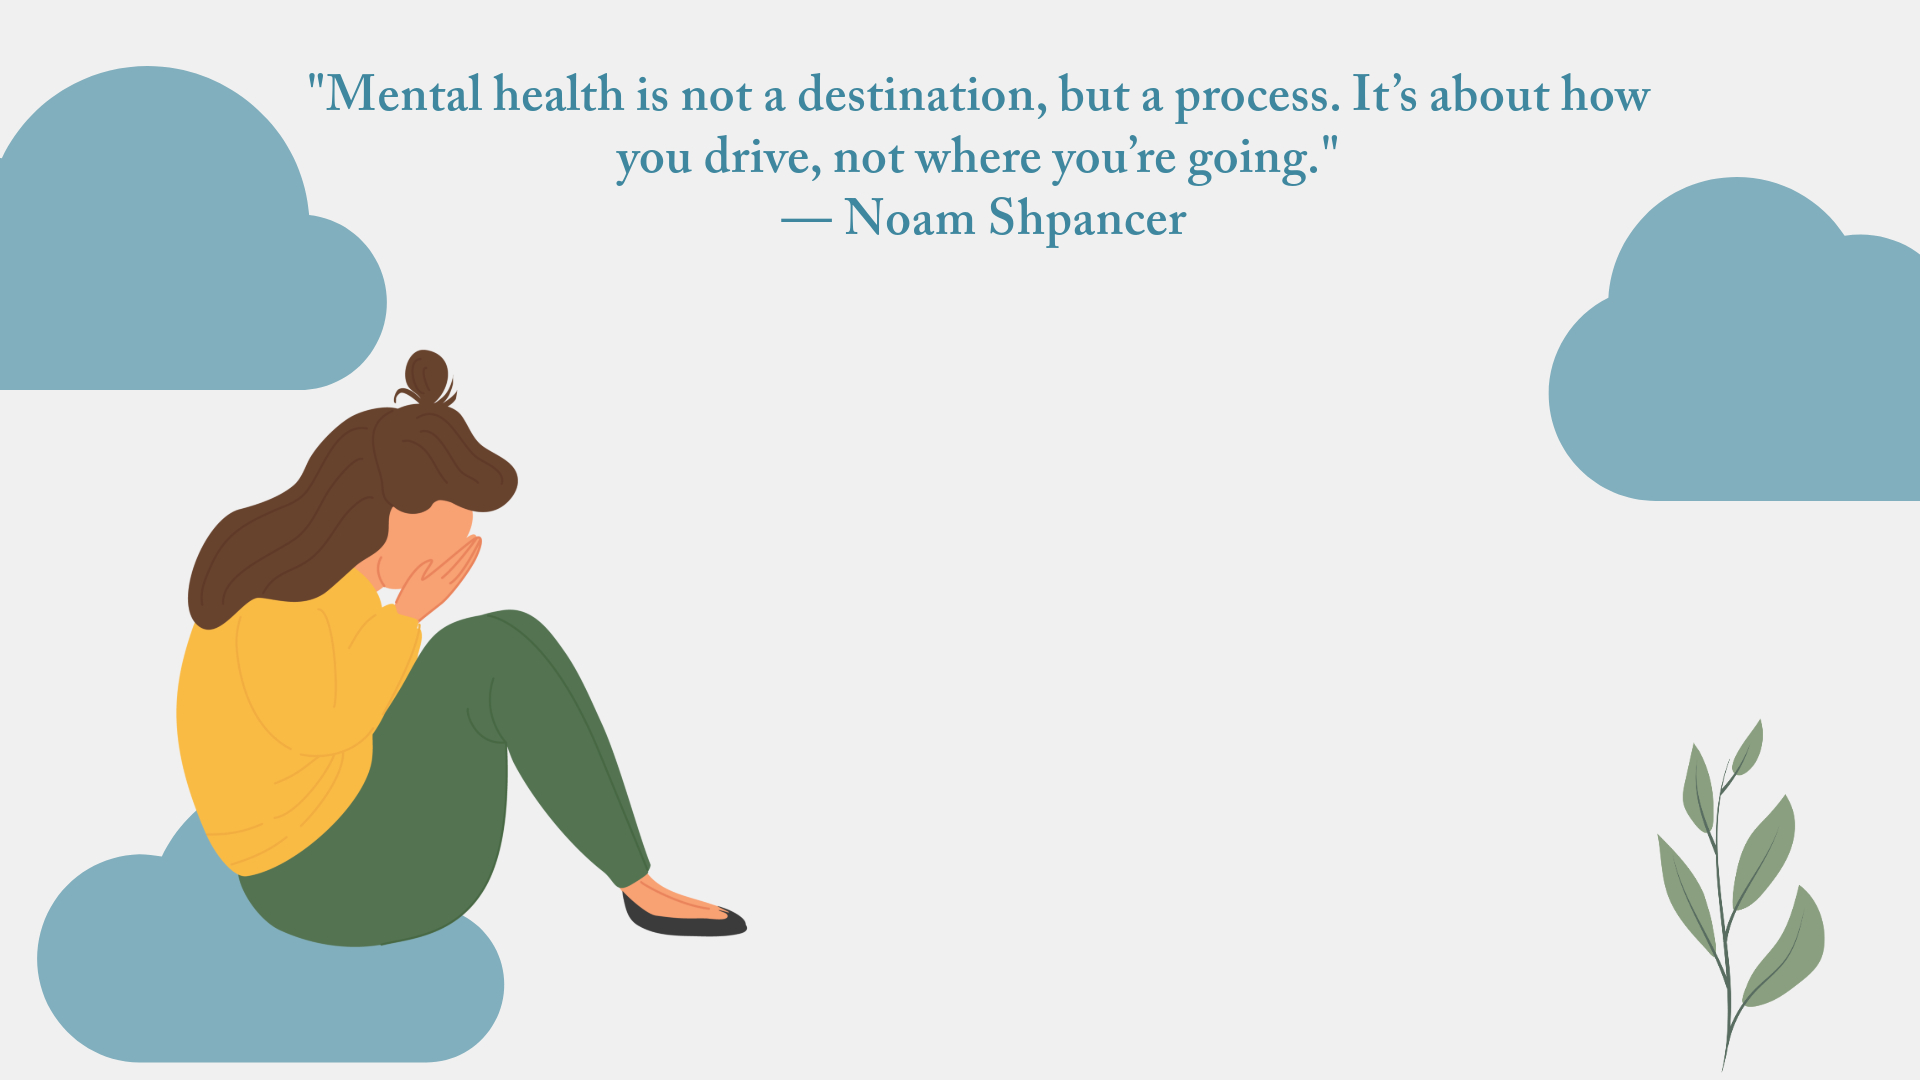 "Mental health is not a destination, but a process. It’s about how
you drive, not where you’re going."
— Noam Shpancer